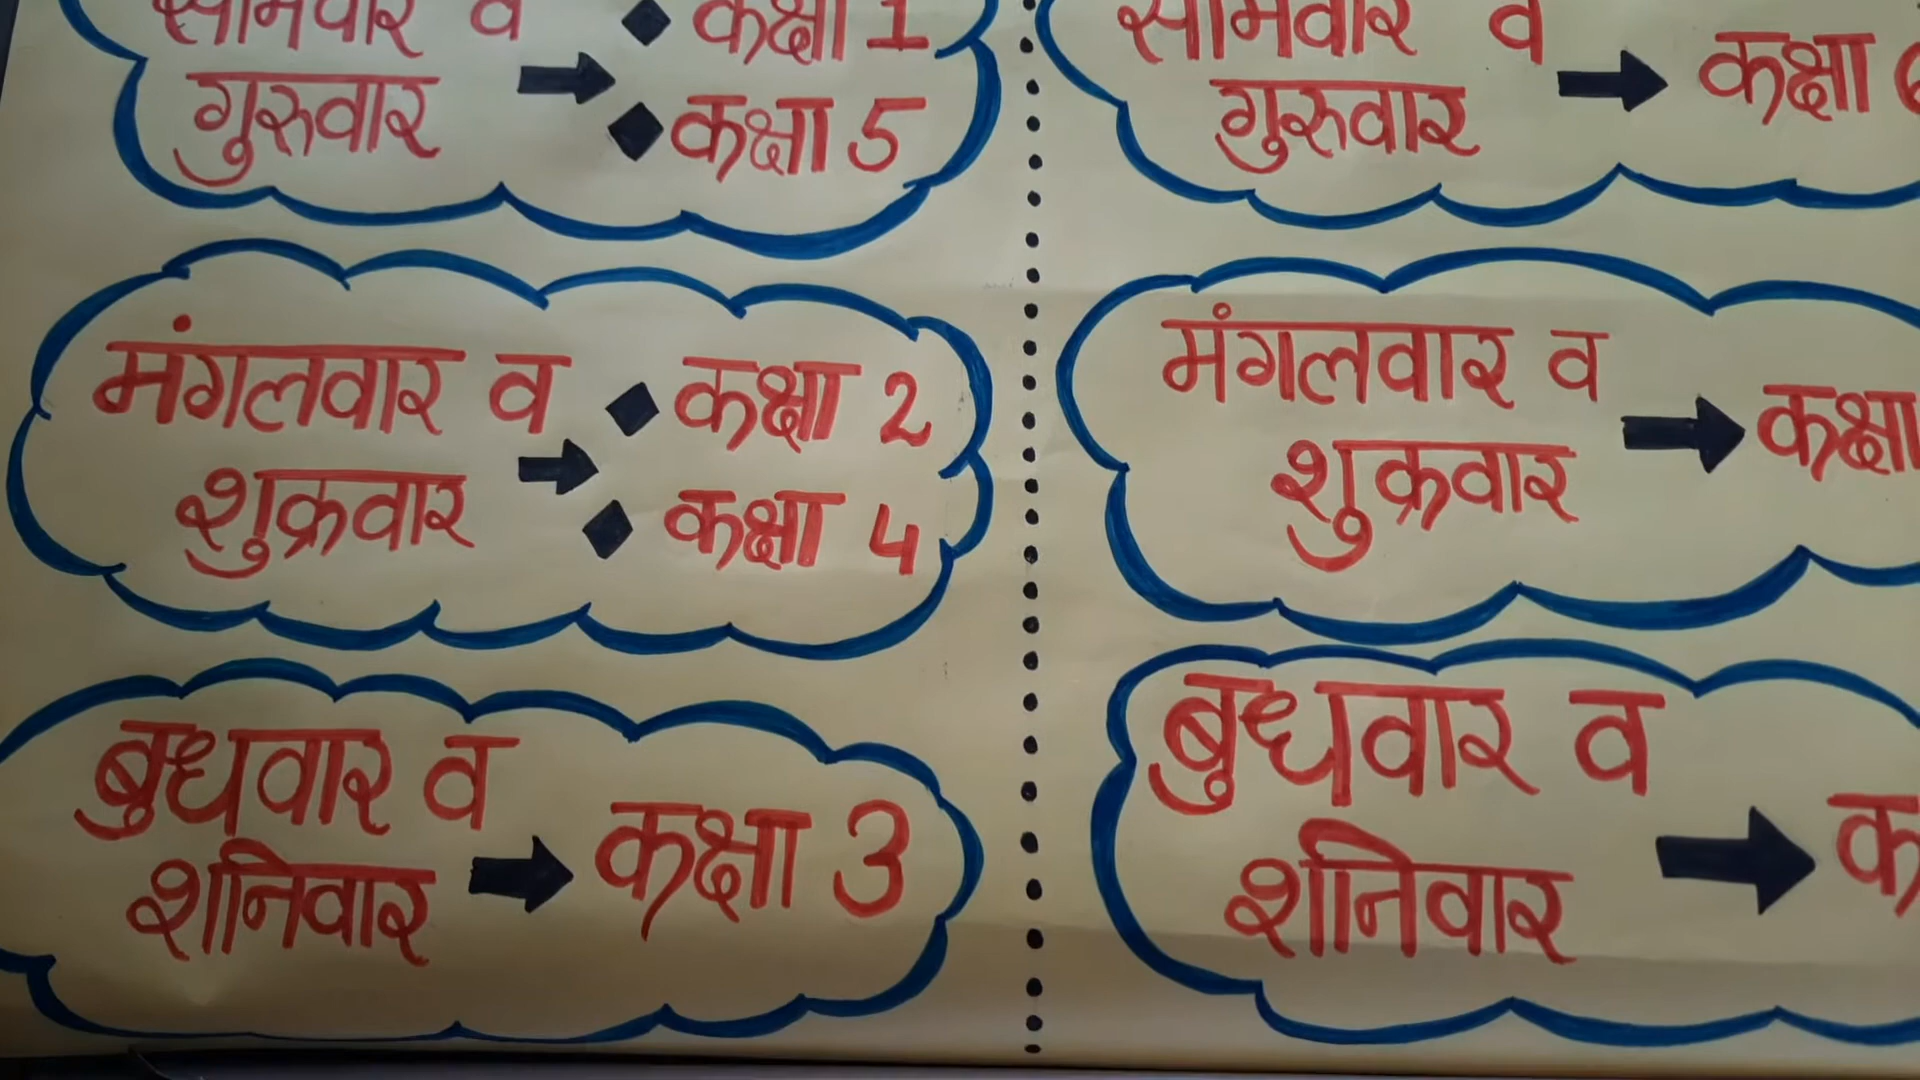 सोमवार व
गुरुवार
कक्षा 1
कक्षा 5
मंगलवार व
शुक्रवार
कक्षा 2
कक्षा 4
बुधवार व
शनिवार
कक्षा 3
सोमवार व
गुरुवार
कक्षा
मंगलवार व
शुक्रवार
कक्षा
बुधवार व
शनिवार